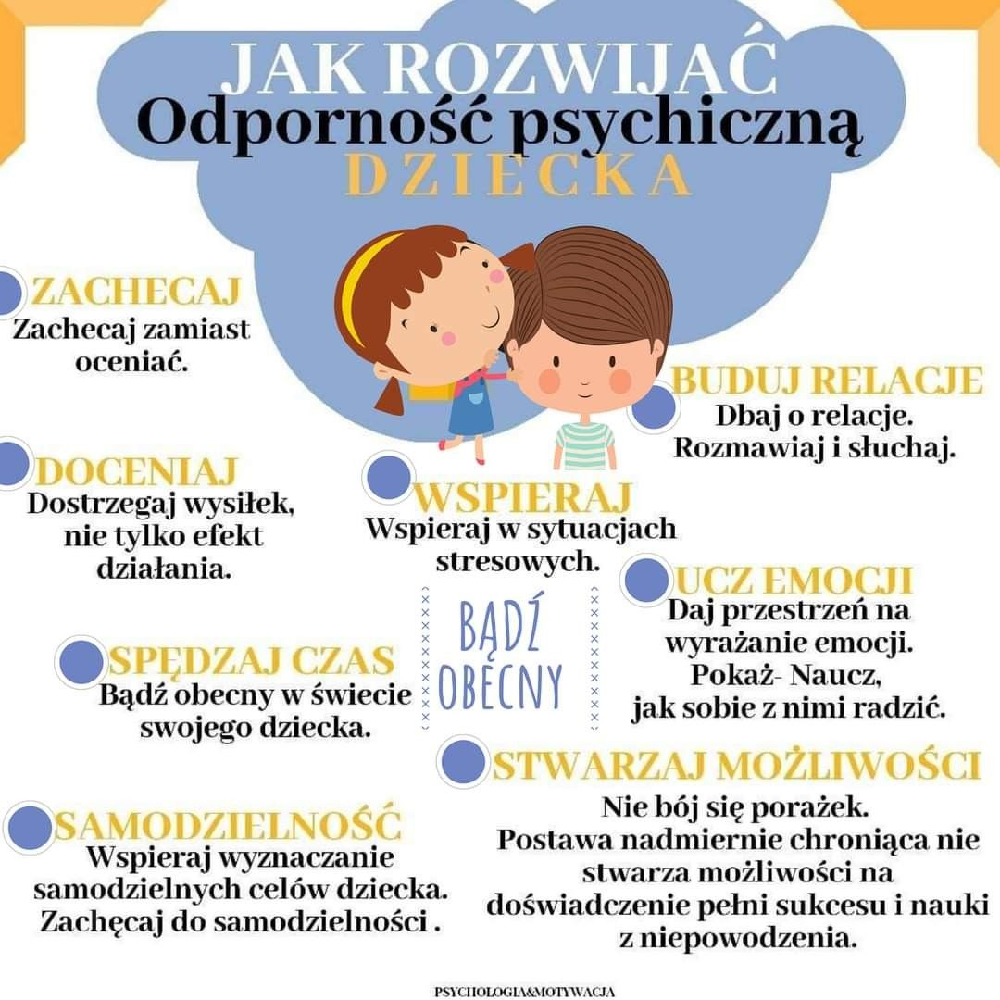 JAK ROZWIJAĆ
Odporność psychiczną
DZIECKA
ZACHECAJ
Zachecaj zamiast
oceniać.
BUDUJ RELACJE
Dbaj o relacje.
Rozmawiaj i słuchaj.
DOCENIAJ
Dostrzegaj wysiłek,
nie tylko efekt
działania.
WSPIERAJ
Wspieraj w sytuacjach
stresowych.
UCZ EMOCJI
Daj przestrzeń na
wyrażanie emocji.
Pokaż- Naucz,
jak sobie z nimi radzić.
BĄDŹ
OBECNY
SPĘDZAJ CZAS
Bądź obecny w świecie
swojego dziecka.
STWARZAJ MOŻLIWOŚCI
Nie bój się porażek.
Postawa nadmiernie chroniąca nie
stwarza możliwości na
doświadczenie pełni sukcesu i nauki
z niepowodzenia.
SAMODZIELNOŚĆ
Wspieraj wyznaczanie
samodzielnych celów dziecka.
Zachęcaj do samodzielności .
PSYCHOLOGIA&MOTYWACJA